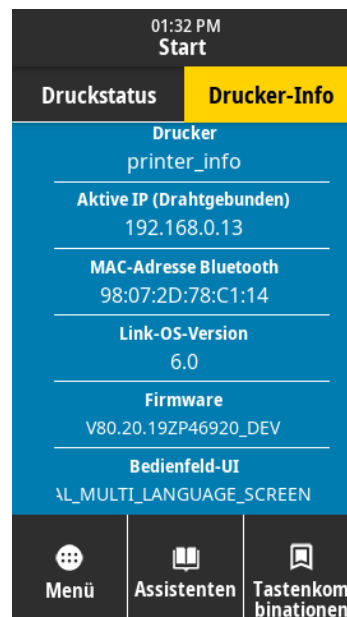 01:32 PM
Start
Druckstatus
Drucker-Info
Drucker
printer_info
Aktive IP (Drahtgebunden)
192.168.0.13
MAC-Adresse Bluetooth
98:07:2D:78:C1:14
Link-OS-Version
6.0
Firmware
V80.20.19ZP46920_DEV
Bedienfeld-UI
AL_MULTI_LANGUAGE_SCREEN
Menü
Assistenten
Tastenkom
binationen